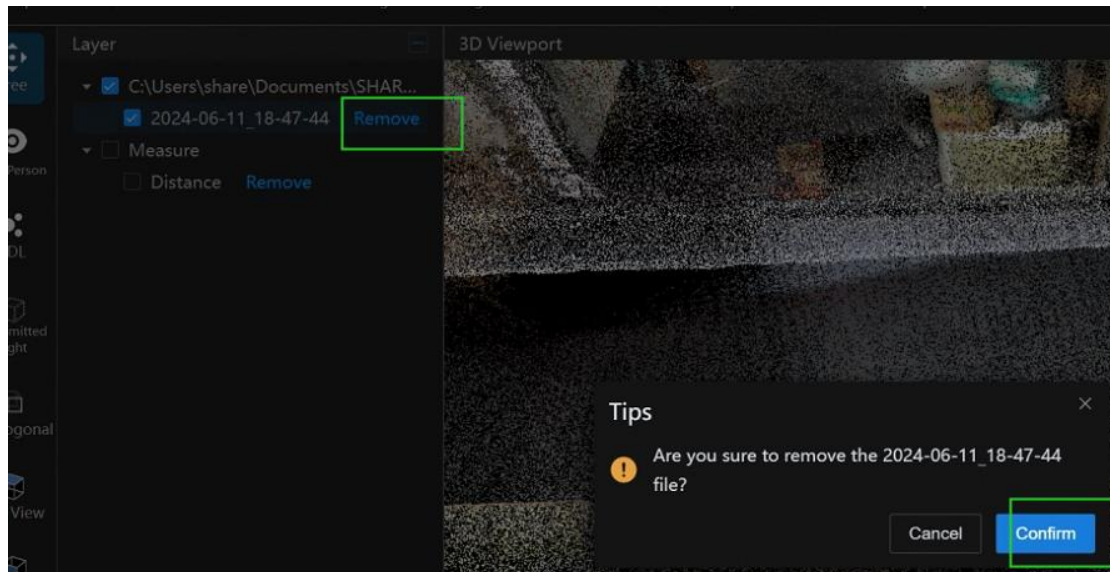 Layer
3D Viewport
C:\Users\share\Documents\SHAR...
2024-06-11_18-47-44 Remove
Person
Measure
Distance Remove
View
Tips
Are you sure to remove the 2024-06-11_18-47-44
file?
Cancel
Confirm